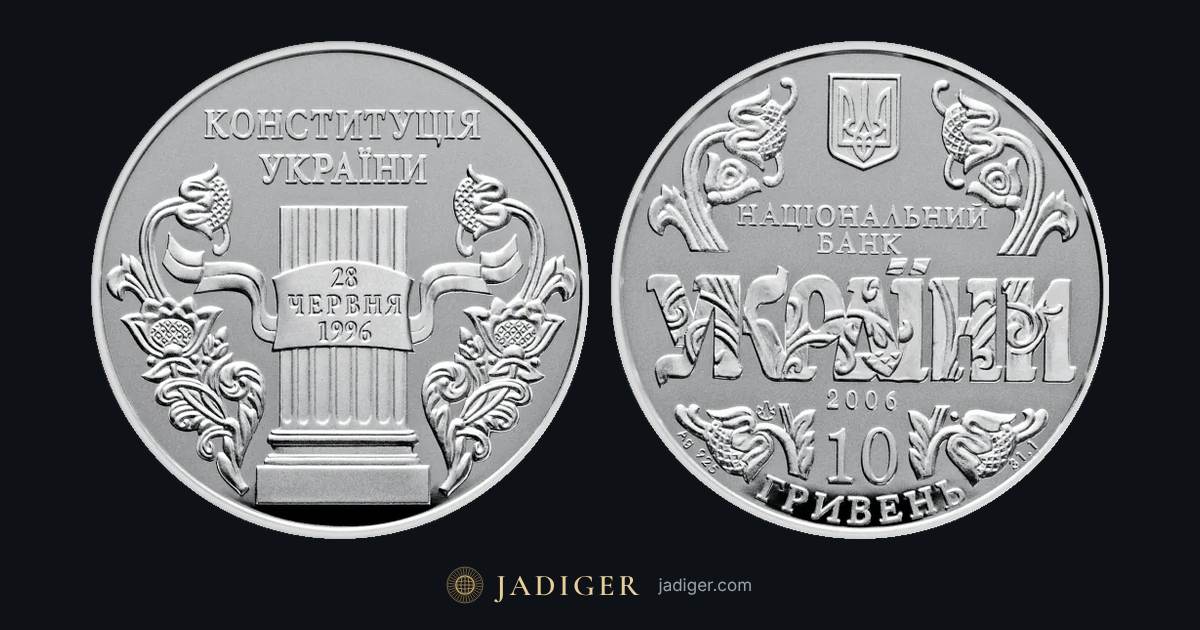 КОНСТИТУЦІЯ
УКРАЇНИ
28
ЧЕРВНЯ
1996
НАЦІОНАЛЬНИЙ
БАНК
УКРАЇНИ
2006
Ag 925
31,1
10
ГРИВЕНЬ
JADIGER jadiger.com